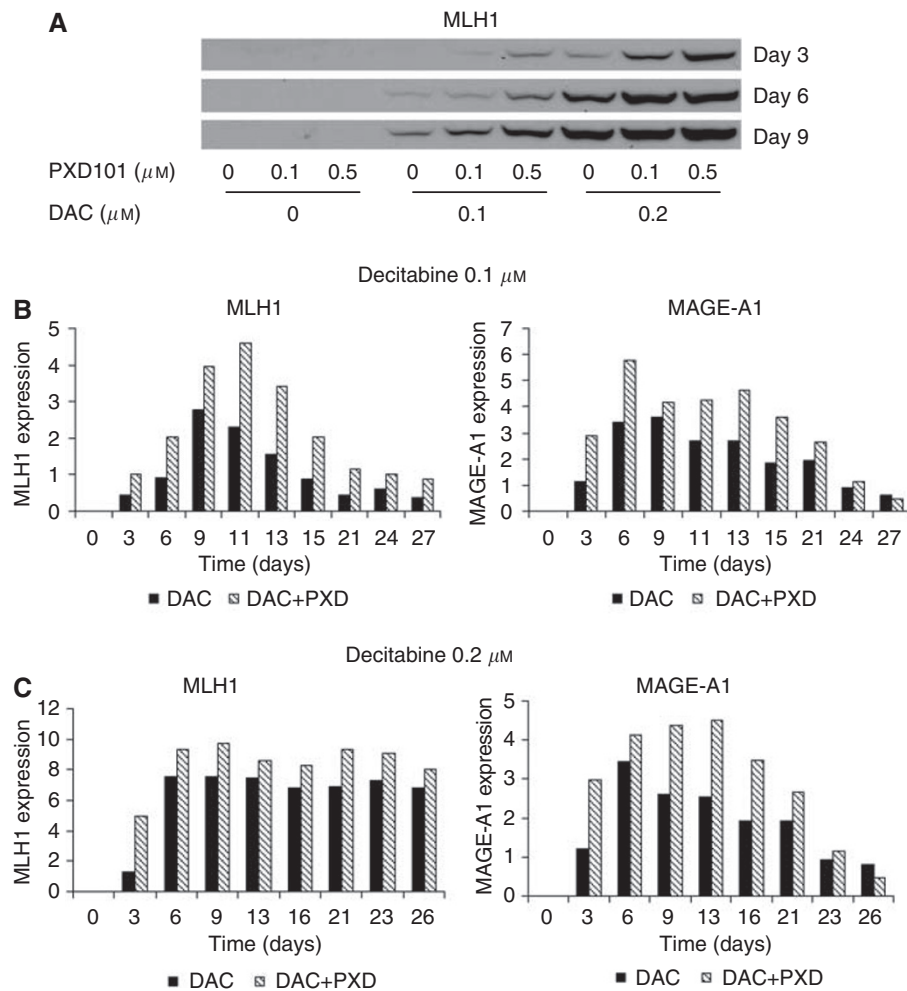 A
MLH1
Day 3
Day 6
Day 9
PXD101 (μM) 0 0.1 0.5 0 0.1 0.5 0 0.1 0.5
DAC (μM) 0 0.1 0.2
Decitabine 0.1 μM
B
MLH1
MLH1 expression
5
4
3
2
1
0
0 3 6 9 11 13 15 21 24 27
Time (days)
DAC DAC+PXD
MAGE-A1
MAGE-A1 expression
7
6
5
4
3
2
1
0
0 3 6 9 11 13 15 21 24 27
Time (days)
DAC DAC+PXD
Decitabine 0.2 μM
C
MLH1
MLH1 expression
12
10
8
6
4
2
0
0 3 6 9 13 16 21 23 26
Time (days)
DAC DAC+PXD
MAGE-A1
MAGE-A1 expression
5
4
3
2
1
0
0 3 6 9 13 16 21 23 26
Time (days)
DAC DAC+PXD